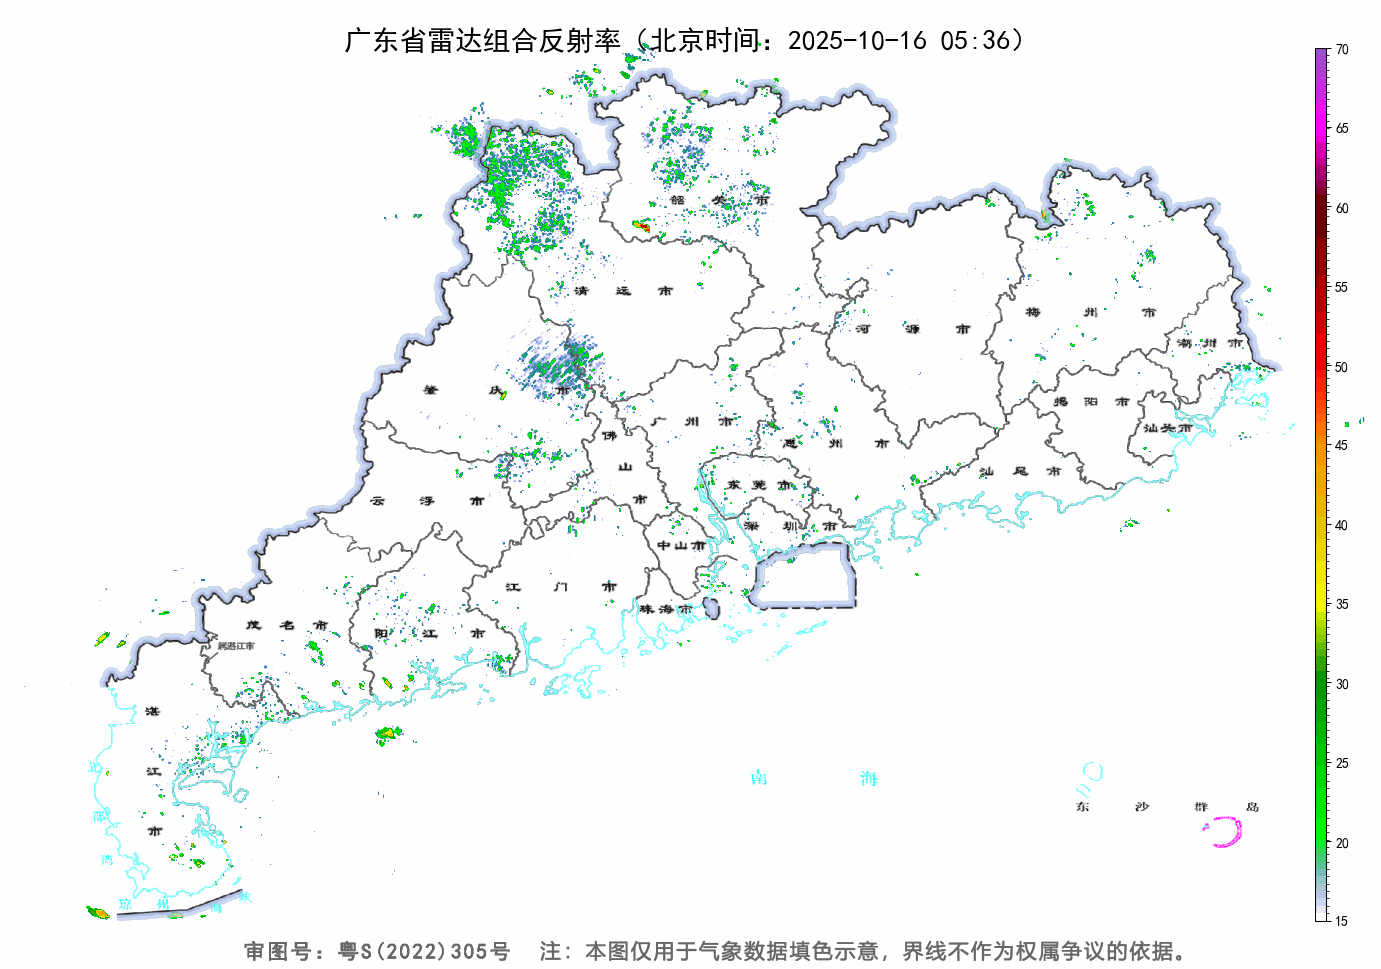 广东省雷达组合反射率（北京时间：2025-10-16 05:36）
70
65
60
55
50
45
40
35
30
25
20
15
韶关市
清远市
河源市
梅州市
潮州市
肇庆市
广州市
佛山市
惠州市
揭阳市
汕头市
汕尾市
东莞市
云浮市
深圳市
中山市
江门市
珠海市
茂名市
阳江市
属湛江市
湛江市
北部湾
南海
东沙群岛
琼州海峡
审图号：粤S(2022)305号 注：本图仅用于气象数据填色示意，界线不作为权属争议的依据。